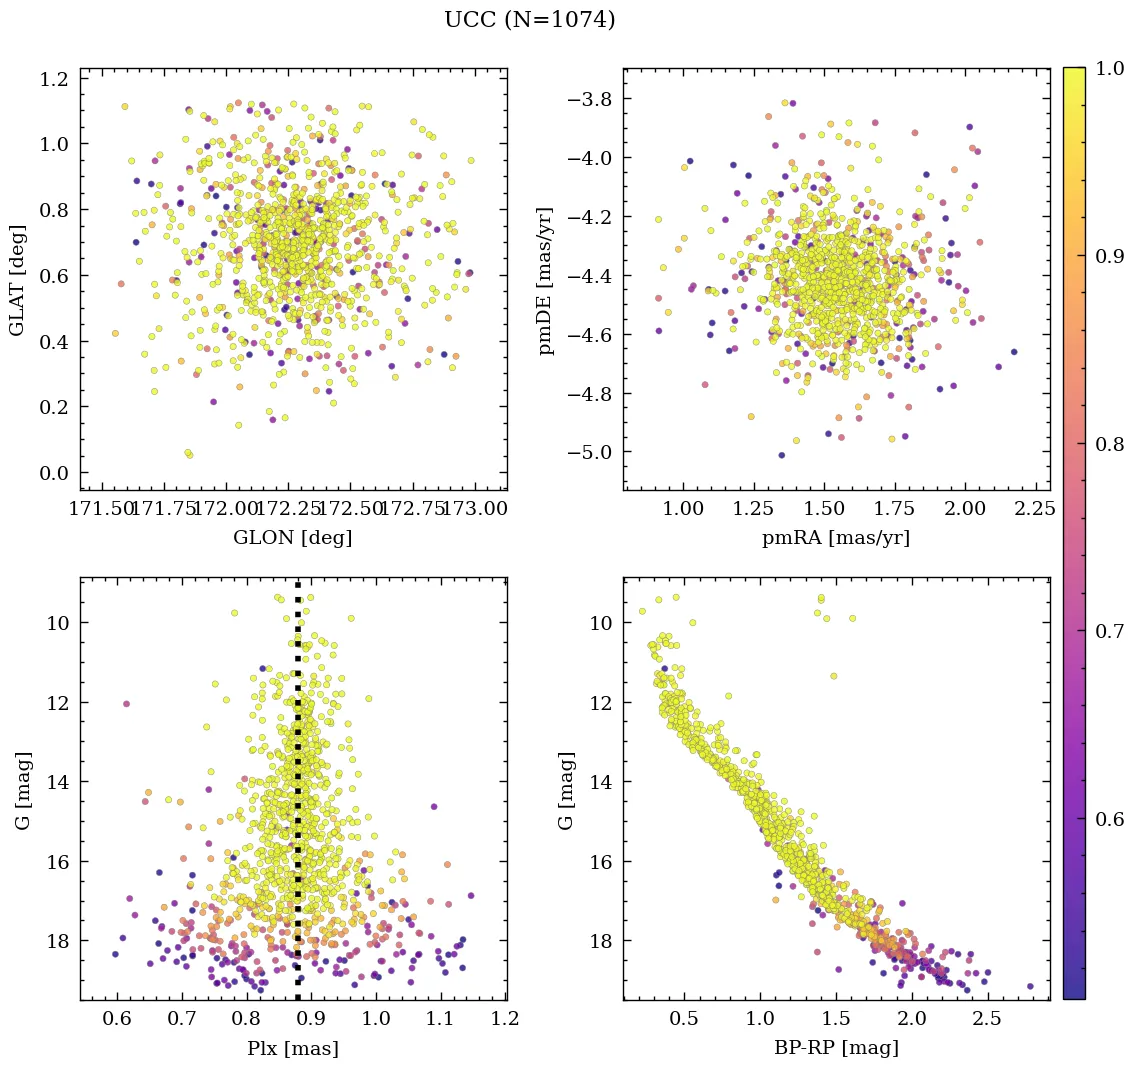 UCC (N=1074)
1.2
1.0
0.8
0.6
0.4
0.2
0.0
GLAT [deg]
171.50 171.75 172.00 172.25 172.50 172.75 173.00
GLON [deg]
−3.8
−4.0
−4.2
−4.4
−4.6
−4.8
−5.0
pmDE [mas/yr]
1.00 1.25 1.50 1.75 2.00 2.25
pmRA [mas/yr]
1.0
0.9
0.8
0.7
0.6
10
12
14
16
18
G [mag]
0.6 0.7 0.8 0.9 1.0 1.1 1.2
Plx [mas]
10
12
14
16
18
G [mag]
0.5 1.0 1.5 2.0 2.5
BP-RP [mag]